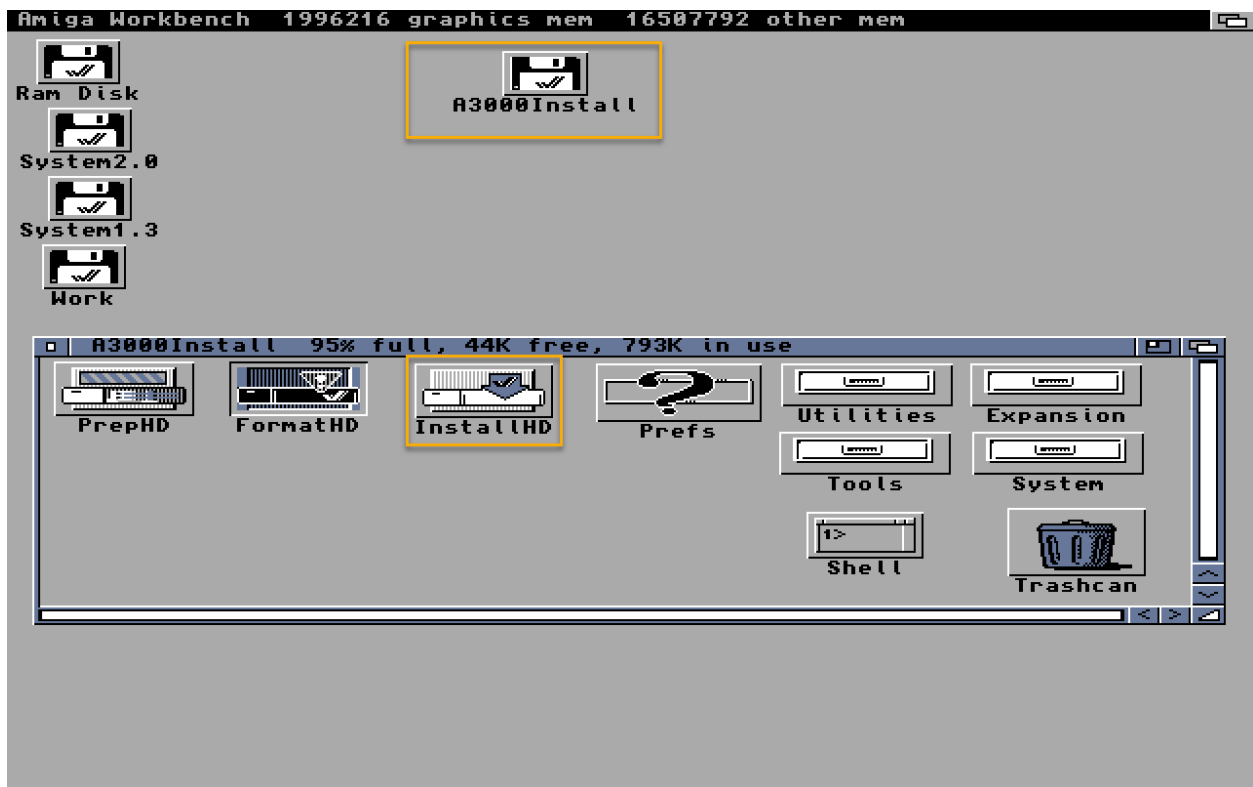 Amiga Workbench 1996216 graphics mem 16507792 other mem
Ram Disk
A3000Install
System2.0
System1.3
Work
A3000Install 95% full, 44K free, 793K in use
PrepHD FormatHD InstallHD Prefs Utilities Expansion
Tools System
1>
Shell Trashcan